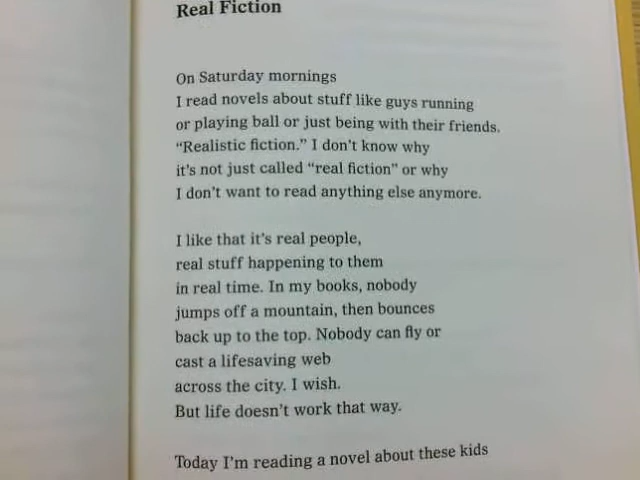 Real Fiction
On Saturday mornings
I read novels about stuff like guys running
or playing ball or just being with their friends.
“Realistic fiction.” I don’t know why
it’s not just called “real fiction” or why
I don’t want to read anything else anymore.
I like that it’s real people,
real stuff happening to them
in real time. In my books, nobody
jumps off a mountain, then bounces
back up to the top. Nobody can fly or
cast a lifesaving web
across the city. I wish.
But life doesn’t work that way.
Today I’m reading a novel about these kids